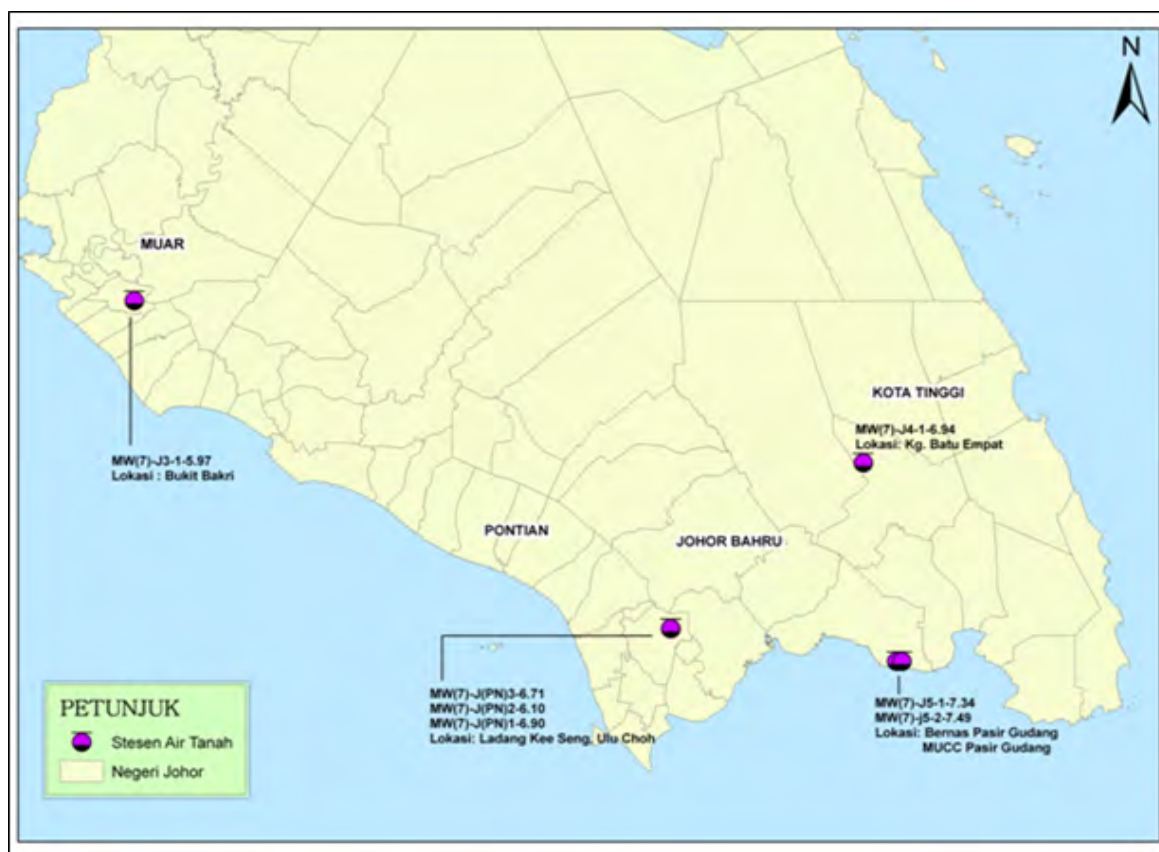 N
MUAR
KOTA TINGGI
MW(7)-J4-1-6.94
Lokasi: Kg. Batu Empat
MW(7)-J3-1-5.97
Lokasi : Bukit Bakri
PONTIAN
JOHOR BAHRU
MW(7)-J(PN)3-6.71
MW(7)-J(PN)2-6.10
MW(7)-J(PN)1-6.90
Lokasi: Ladang Kee Seng, Ulu Choh
MW(7)-J5-1-7.34
MW(7)-j5-2-7.49
Lokasi: Bernas Pasir Gudang
MUCC Pasir Gudang
PETUNJUK
Stesen Air Tanah
Negeri Johor